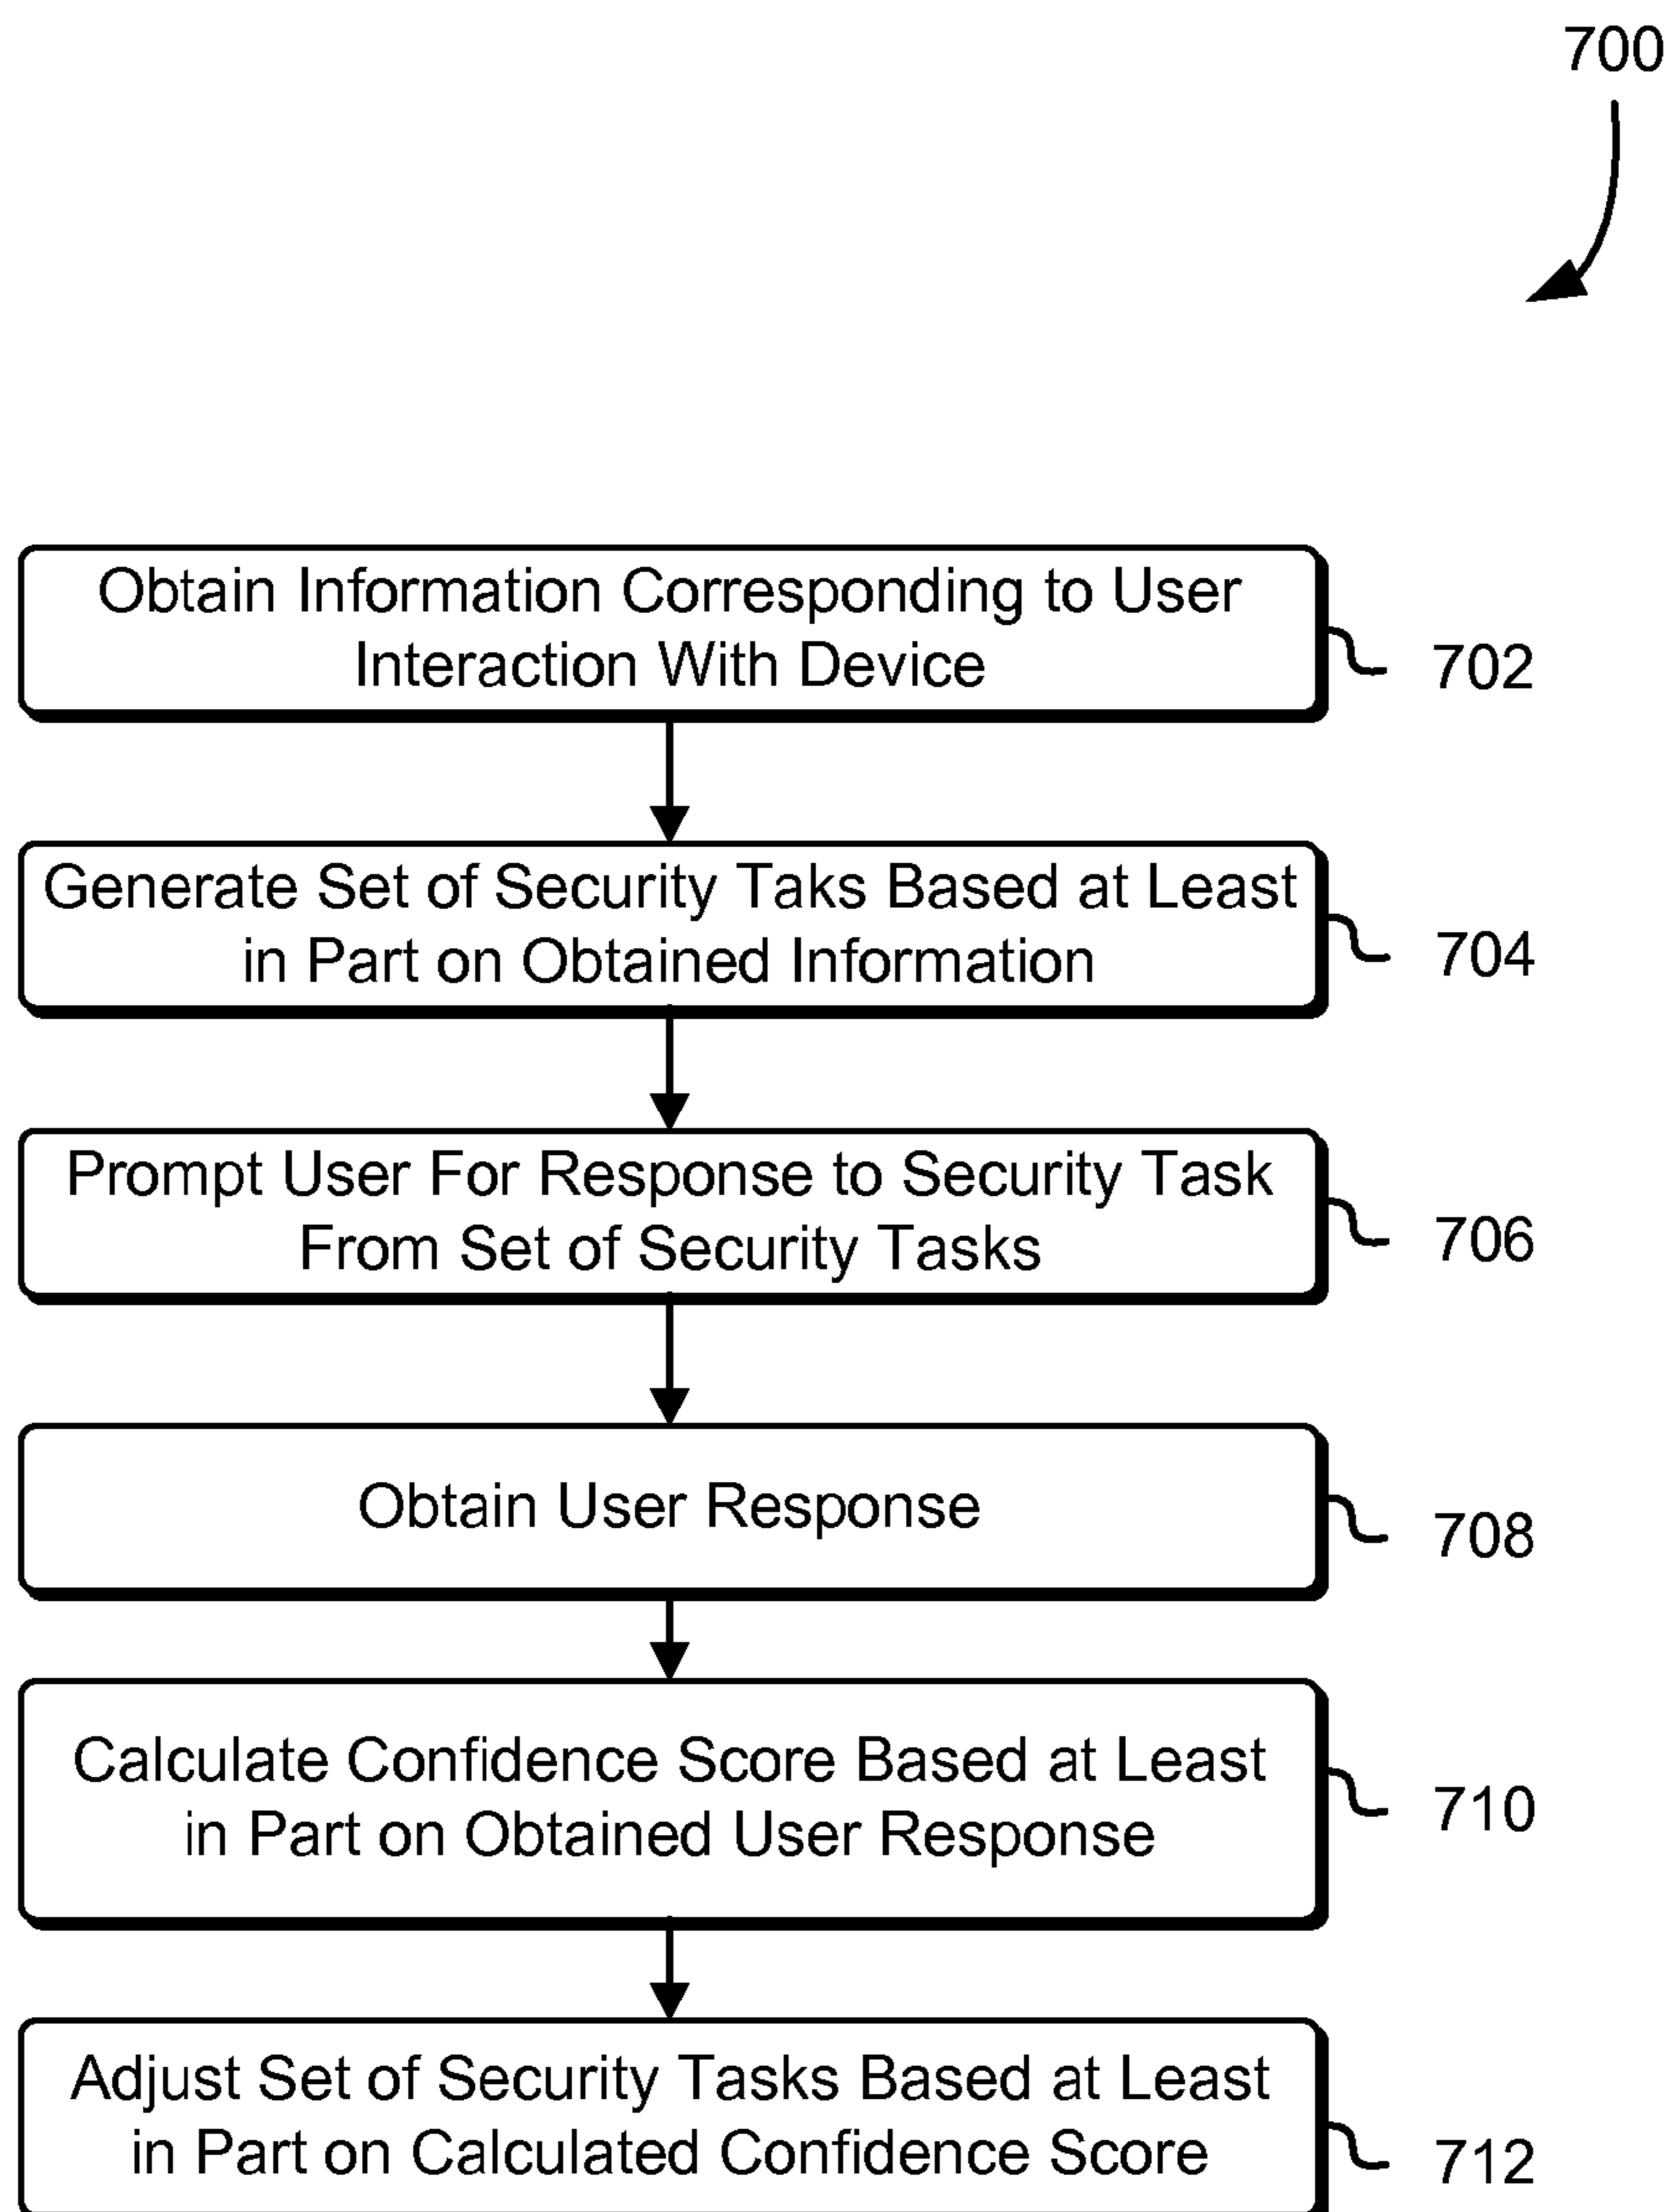 700
Obtain Information Corresponding to User
Interaction With Device
702
Generate Set of Security Taks Based at Least
in Part on Obtained Information
704
Prompt User For Response to Security Task
From Set of Security Tasks
706
Obtain User Response
708
Calculate Confidence Score Based at Least
in Part on Obtained User Response
710
Adjust Set of Security Tasks Based at Least
in Part on Calculated Confidence Score
712